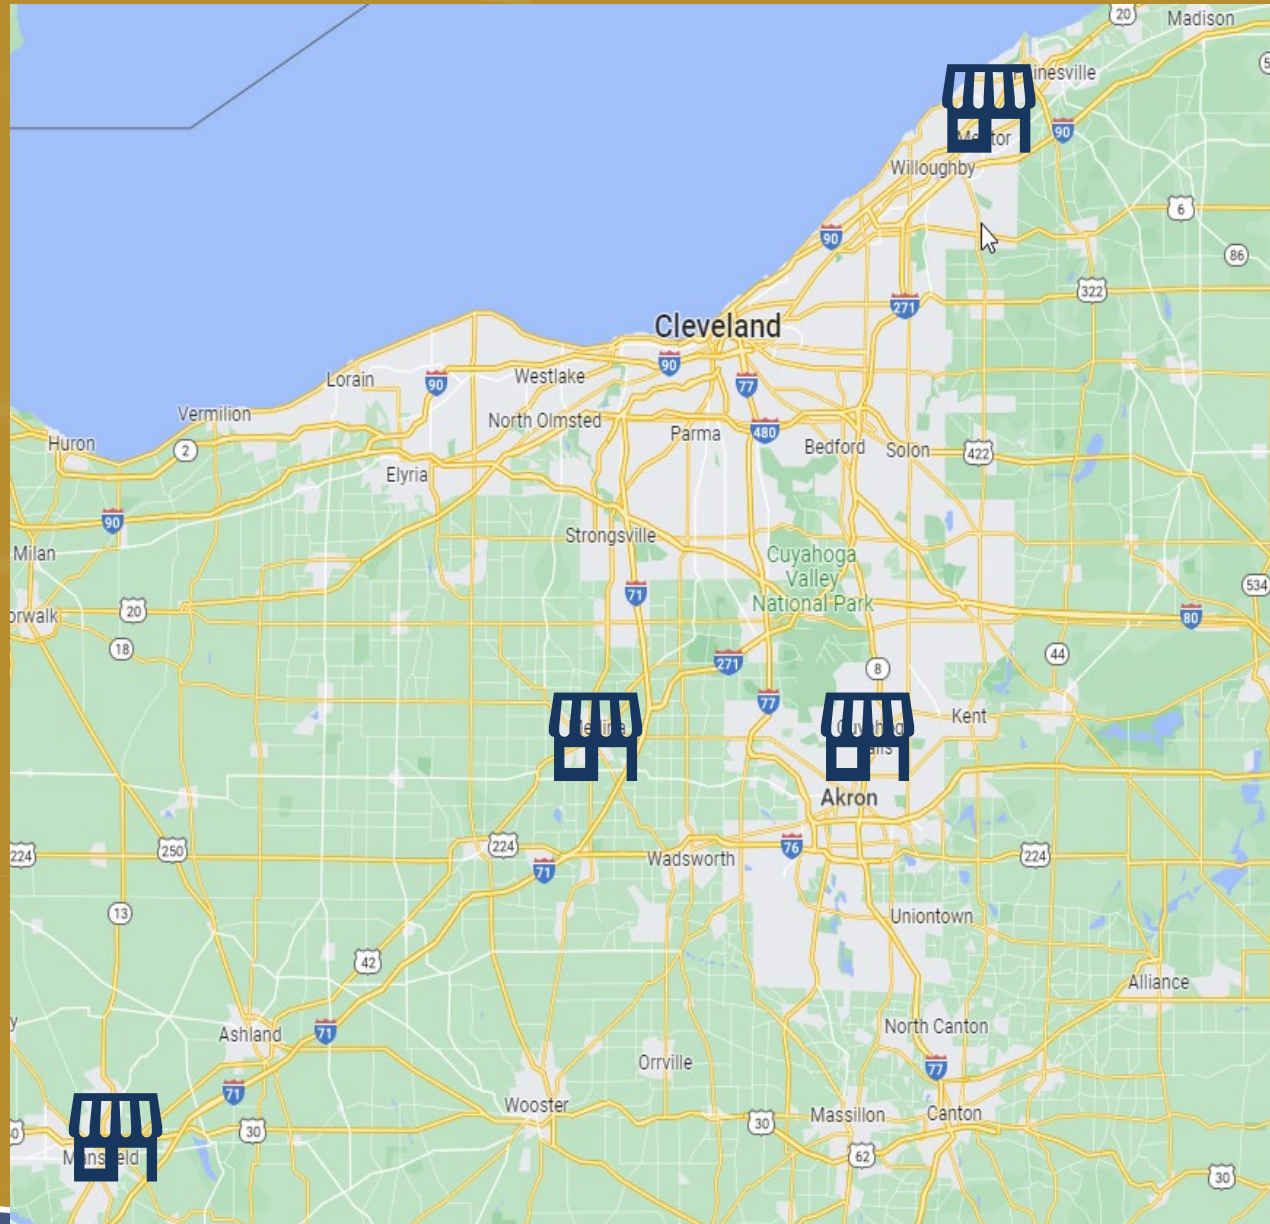 20
Madison
inesville
90
Willoughby
6
90
86
271
322
Cleveland
90
77
Lorain
90
Westlake
Vermilion
North Olmsted
480
Parma
Huron
2
Bedford
Solon
422
Elyria
90
Strongsville
Milan
Cuyahoga
Valley
National Park
534
71
orwalk
20
80
18
271
8
44
77
Kent
Akron
224
250
224
71
Wadsworth
76
224
13
Uniontown
42
Alliance
Ashland
71
North Canton
Orrville
77
71
Wooster
30
30
Massillon
Canton
62
30